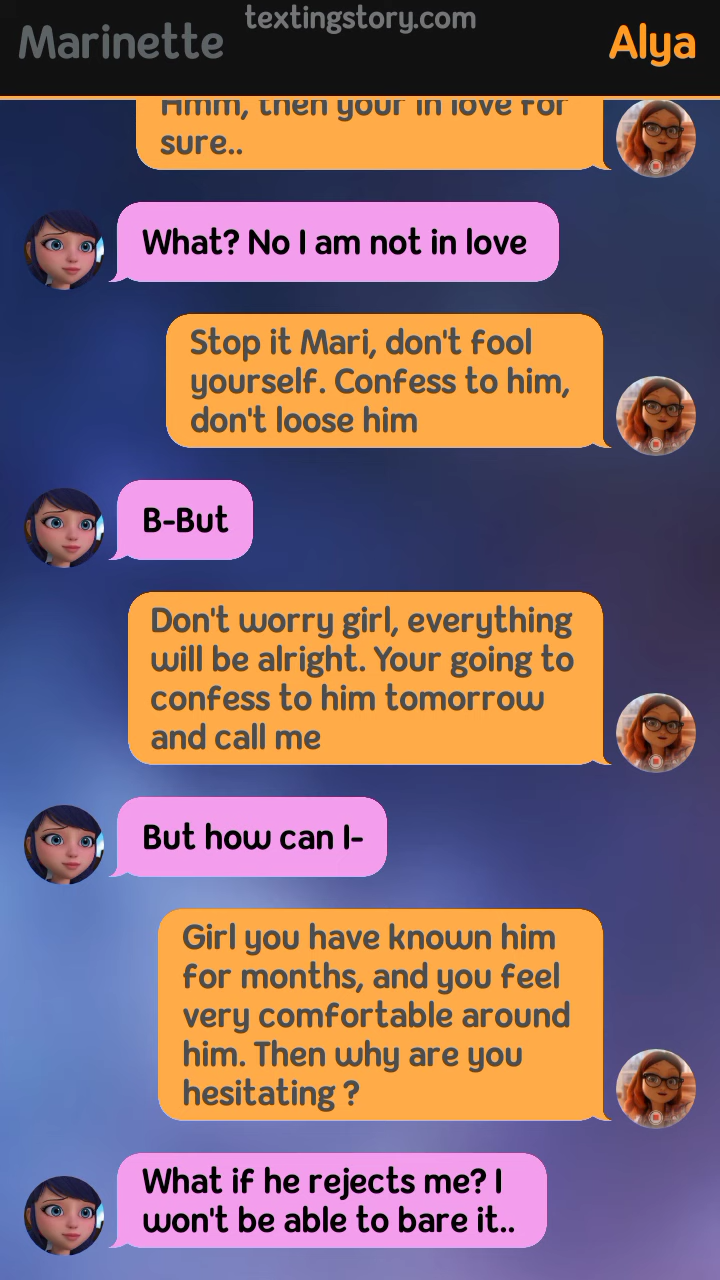 textingstory.com
Marinette
Alya
Hmm, then your in love for
sure..
What? No I am not in love
Stop it Mari, don't fool
yourself. Confess to him,
don't loose him
B-But
Don't worry girl, everything
will be alright. Your going to
confess to him tomorrow
and call me
But how can I-
Girl you have known him
for months, and you feel
very comfortable around
him. Then why are you
hesitating ?
What if he rejects me? I
won't be able to bare it..